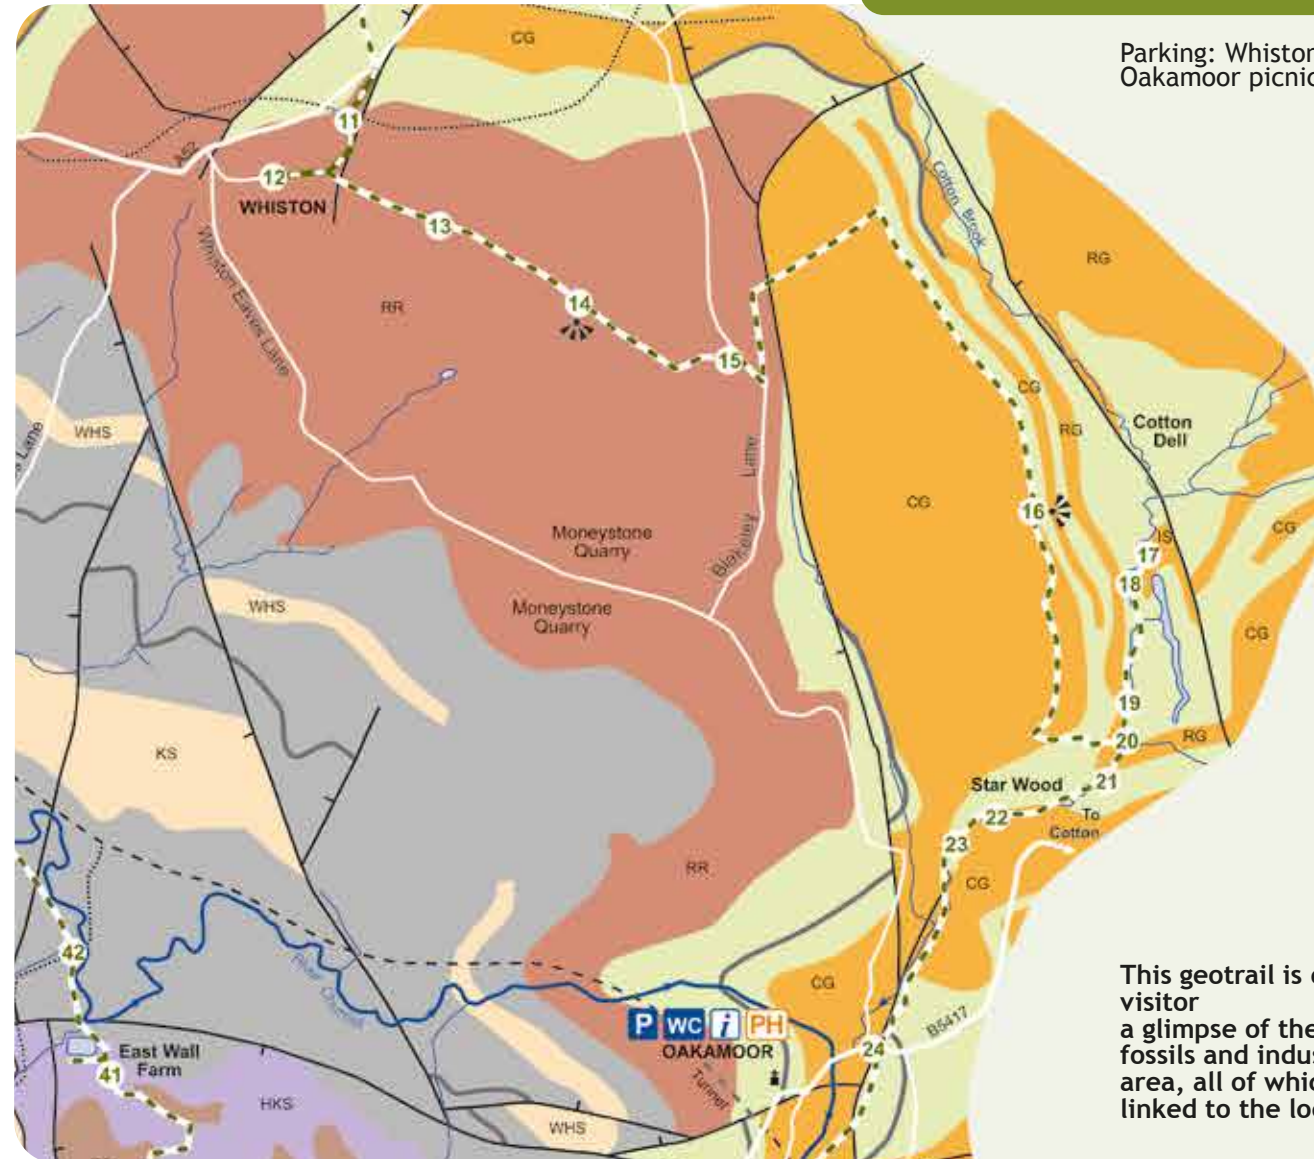 Parking: Whiston
Oakamoor picnic
CG
11
A52
12
WHISTON
13
Whiston Eaves Lane
RR
14
15
Cotton Brook
RG
CG
RG
Cotton
Dell
WHS
s Lane
Lane
Blakeley
CG
16
IS
17
18
CG
CG
Moneystone
Quarry
Moneystone
Quarry
WHS
19
20
RG
21
KS
Star Wood
22
To
Cotton
23
CG
RR
42
River Churnet
CG
P WC i PH
OAKAMOOR
Tunnel
24
B5417
East Wall
Farm
41
HKS
WHS
This geotrail is
visitor
a glimpse of the
fossils and indus
area, all of whic
linked to the lo